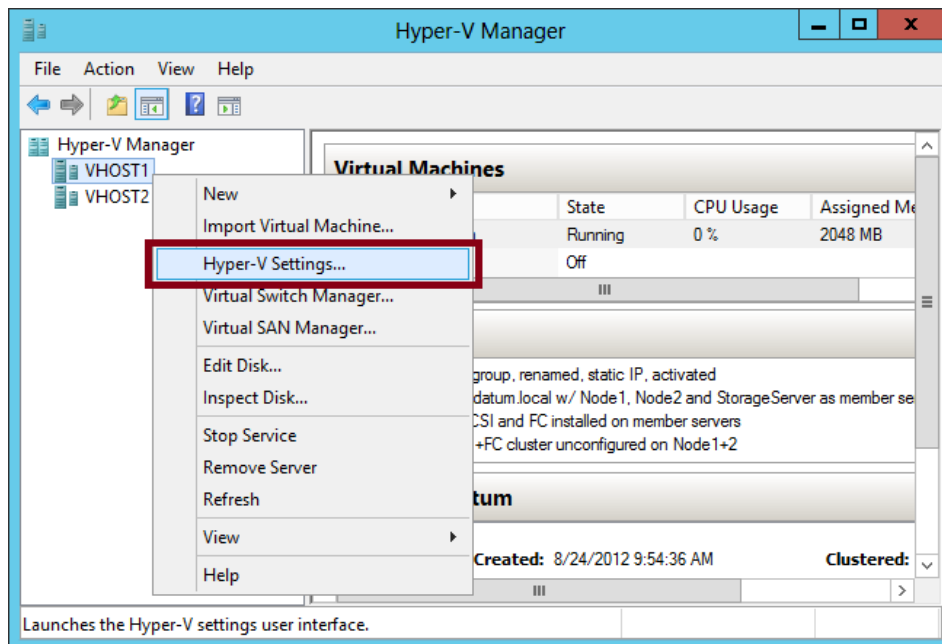 Hyper-V Manager
File Action View Help
Hyper-V Manager
VHOST1
VHOST2
New
Import Virtual Machine...
Hyper-V Settings...
Virtual Switch Manager...
Virtual SAN Manager...
Edit Disk...
Inspect Disk...
Stop Service
Remove Server
Refresh
View
Help
Virtual Machines
State CPU Usage Assigned Me
Running 0 % 2048 MB
Off
group, renamed, static IP, activated
datum.local w/ Node1, Node2 and StorageServer as member se
CSI and FC installed on member servers
+FC cluster unconfigured on Node1+2
tum
Created: 8/24/2012 9:54:36 AM Clustered:
Launches the Hyper-V settings user interface.